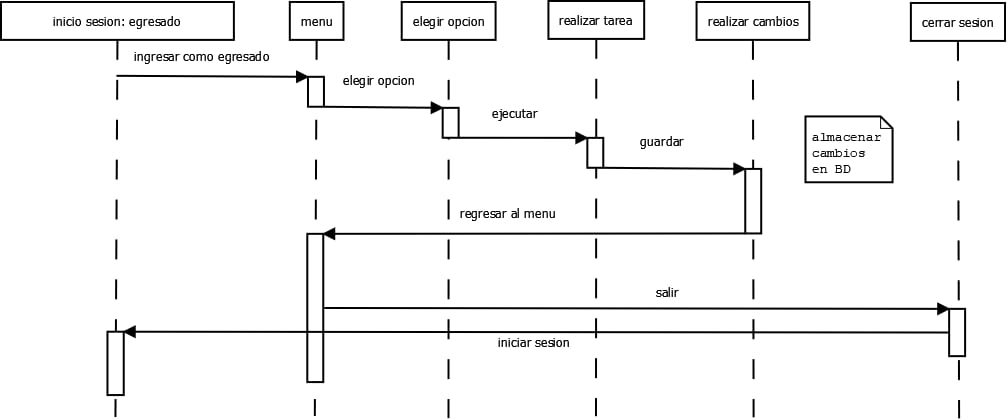 inicio sesion: egresado
menu
elegir opcion
realizar tarea
realizar cambios
cerrar sesion
ingresar como egresado
elegir opcion
ejecutar
guardar
almacenar
cambios
en BD
regresar al menu
salir
iniciar sesion